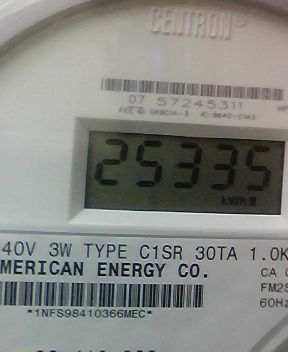 CENTRON®
07 57245311
25335
kWh
40V 3W TYPE C1SR 30TA 1.0K
MERICAN ENERGY CO.
CA
FM2S
60Hz
*1NFS98410366MEC*